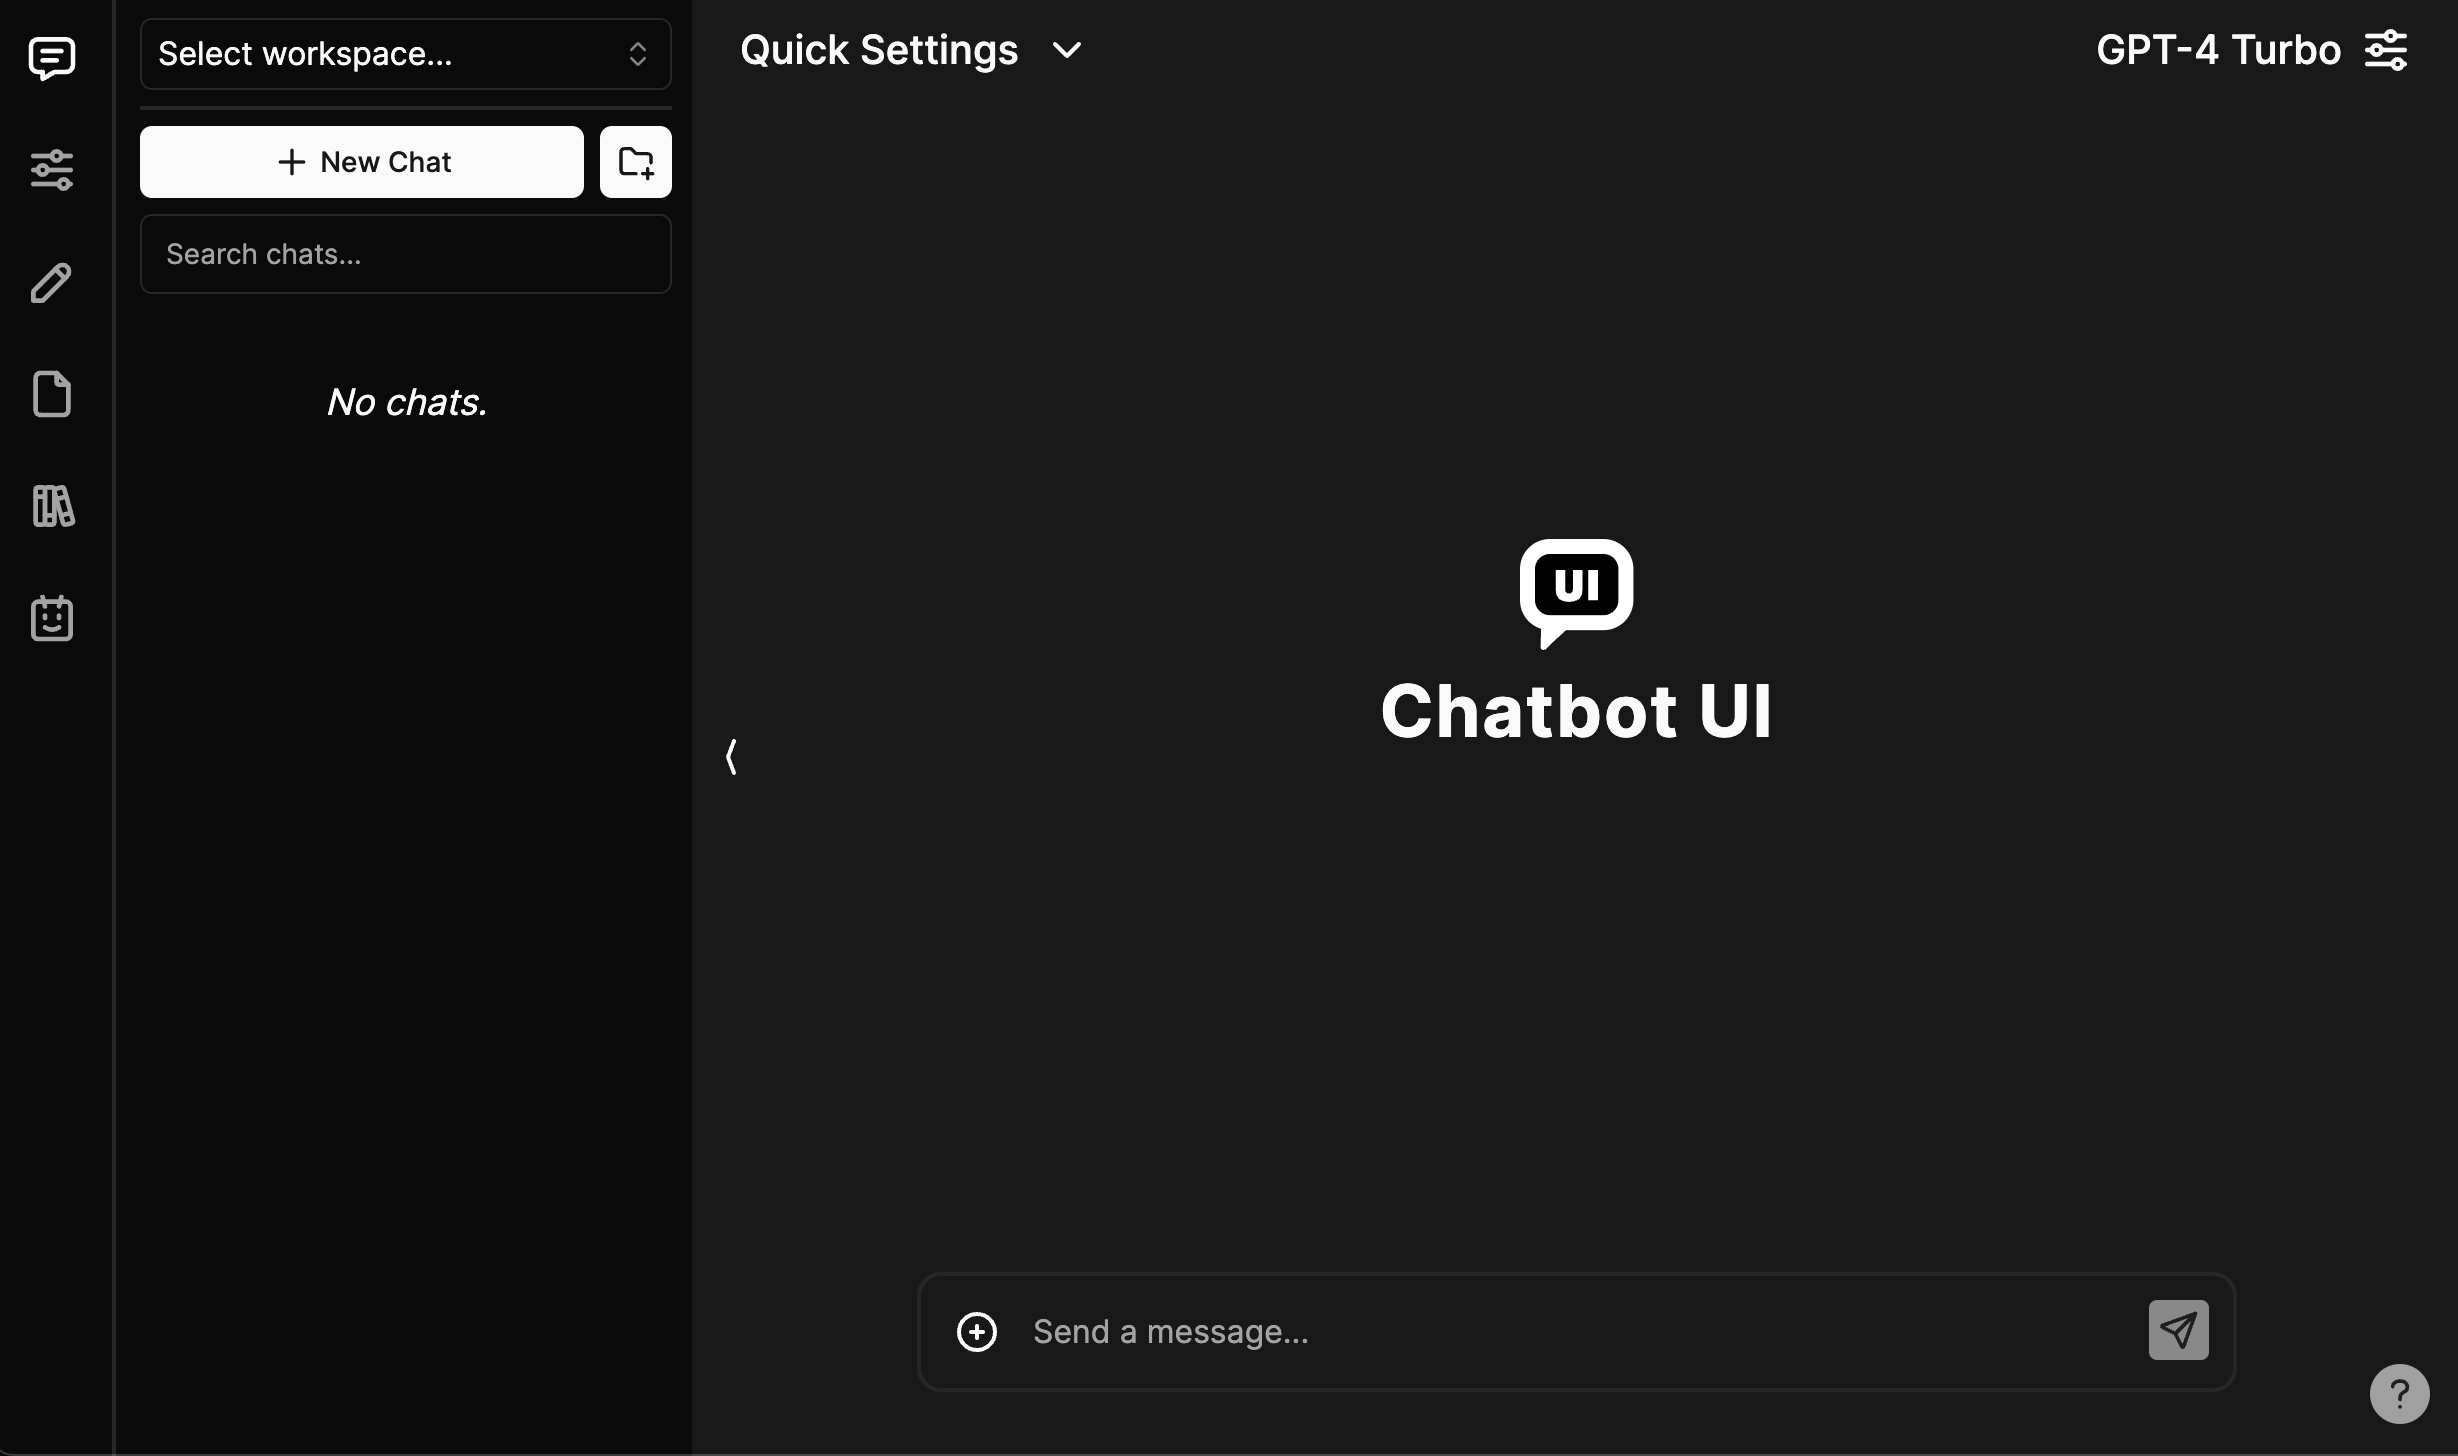 Select workspace...
New Chat
Search chats...
No chats.
Quick Settings
GPT-4 Turbo
UI
Chatbot UI
Send a message...
?